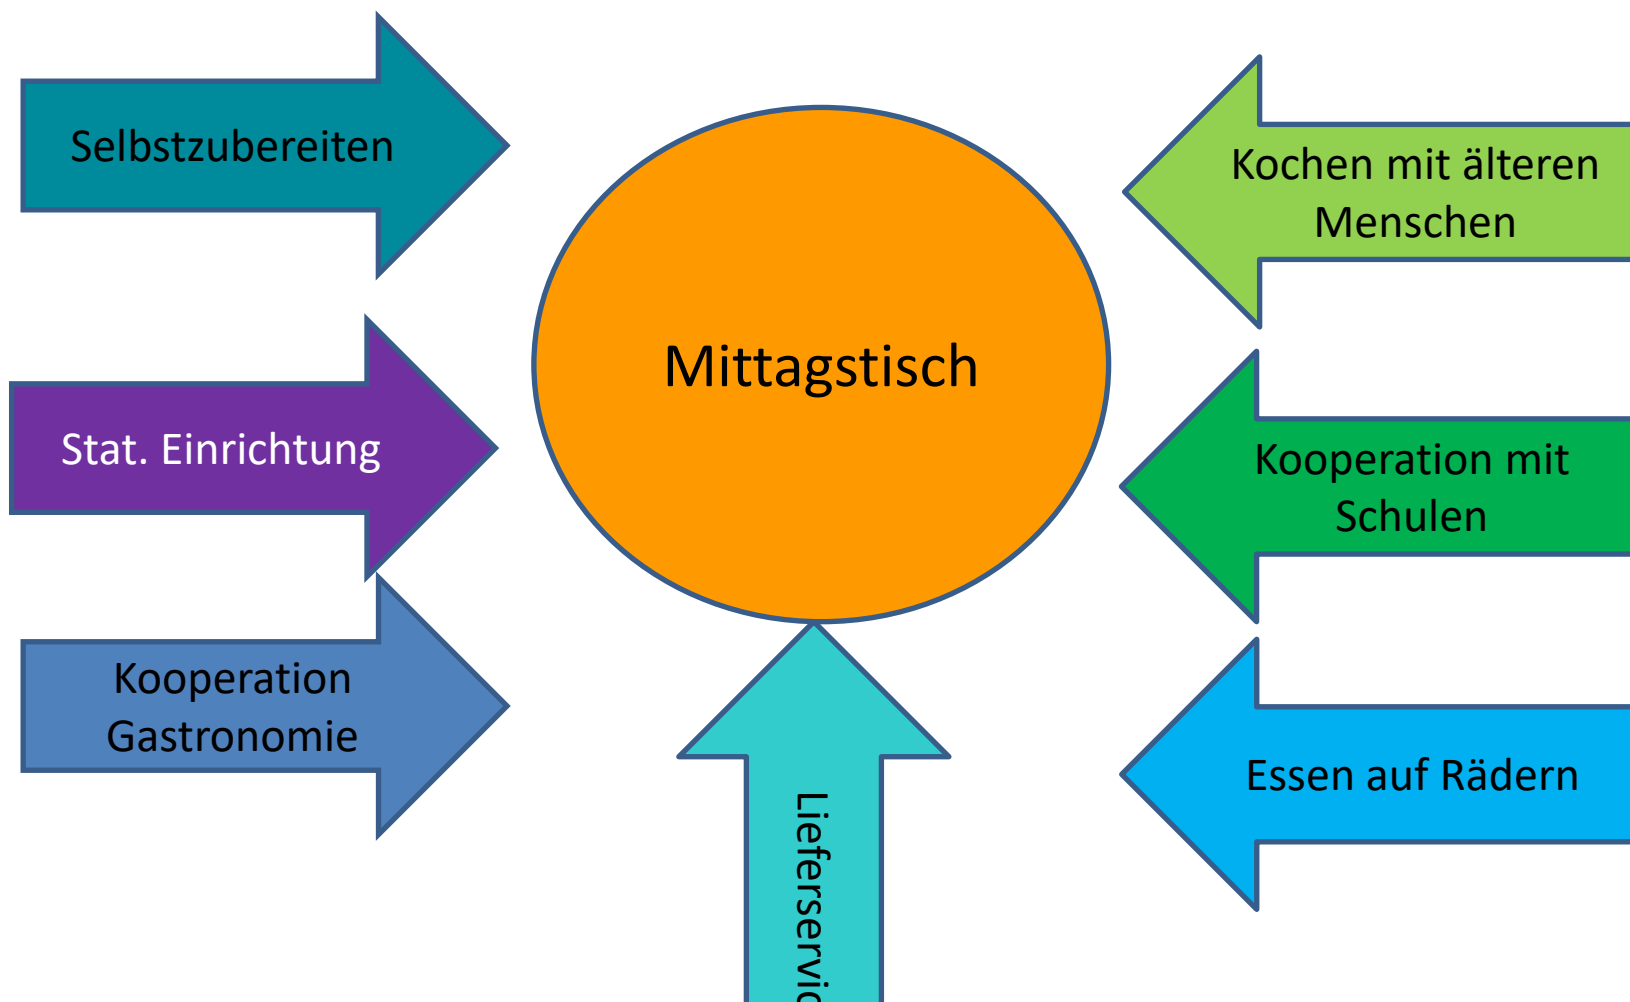 Selbstzubereiten
Stat. Einrichtung
Kooperation
Gastronomie
Mittagstisch
Kochen mit älteren
Menschen
Kooperation mit
Schulen
Essen auf Rädern